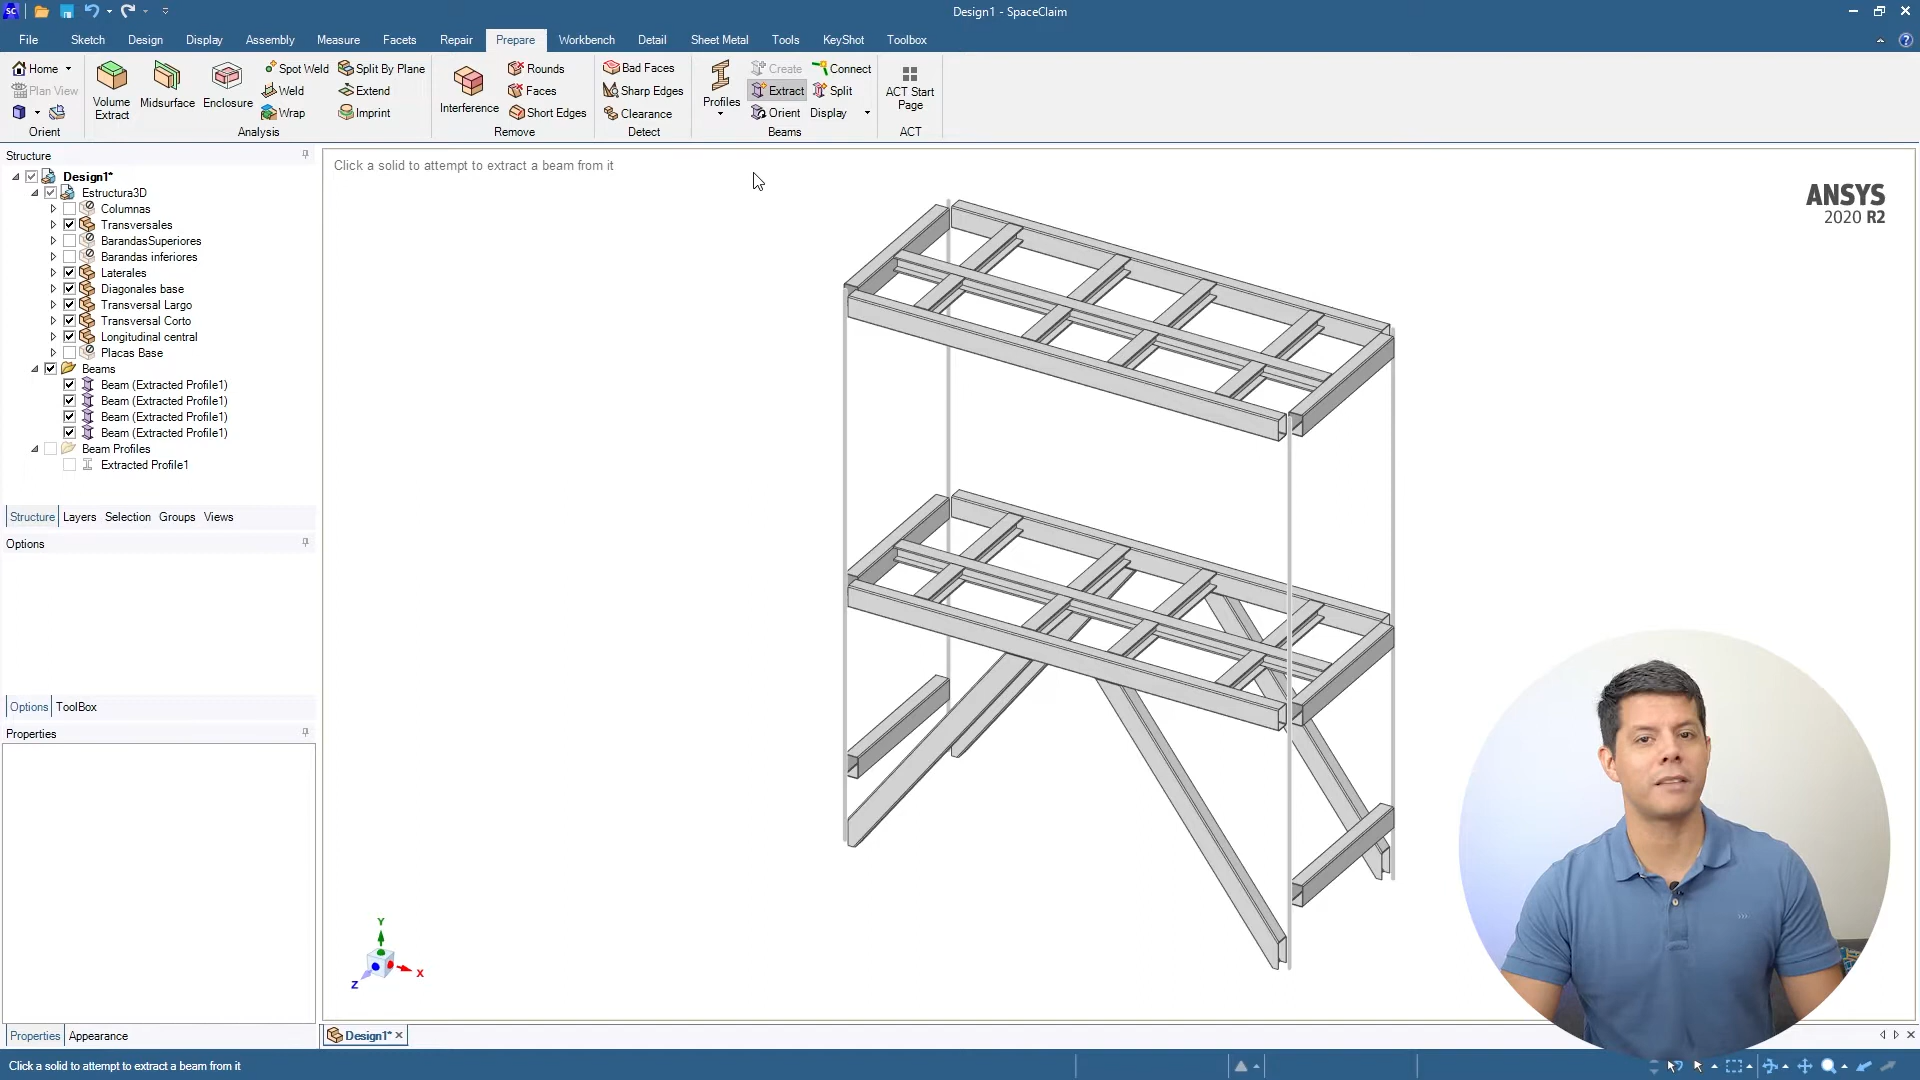 Design1 - SpaceClaim
File Sketch Design Display Assembly Measure Facets Repair Prepare Workbench Detail Sheet Metal Tools KeyShot Toolbox
Home
Plan View
Orient
Volume Extract
Midsurface
Enclosure
Spot Weld
Weld
Wrap
Split By Plane
Extend
Imprint
Analysis
Interference
Rounds
Faces
Short Edges
Remove
Bad Faces
Sharp Edges
Clearance
Detect
Profiles
Create
Extract
Orient
Connect
Split
Display
Beams
ACT Start Page
ACT
Structure
Design1*
Estructura3D
Columnas
Transversales
BarandasSuperiores
Barandas inferiores
Laterales
Diagonales base
Transversal Largo
Transversal Corto
Longitudinal central
Placas Base
Beams
Beam (Extracted Profile1)
Beam (Extracted Profile1)
Beam (Extracted Profile1)
Beam (Extracted Profile1)
Beam Profiles
Extracted Profile1
Structure Layers Selection Groups Views
Options
Options ToolBox
Properties
Properties Appearance
Click a solid to attempt to extract a beam from it
ANSYS
2020 R2
Y
X
Z
Design1*
Click a solid to attempt to extract a beam from it